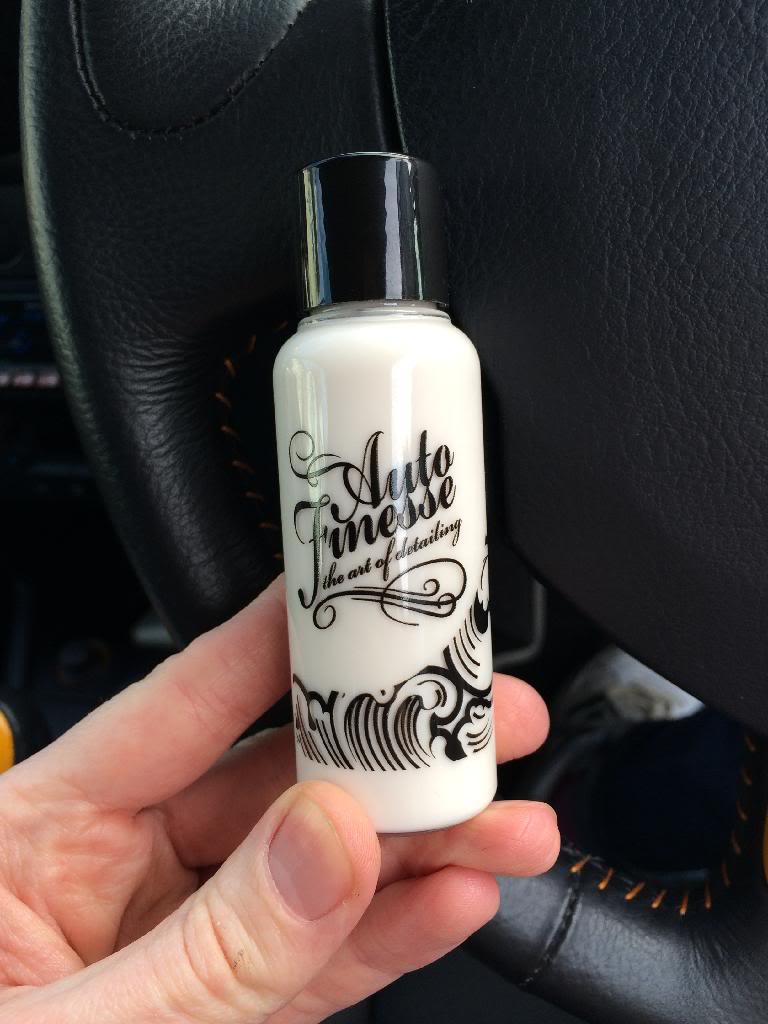 Auto
Finesse
the art of detailing